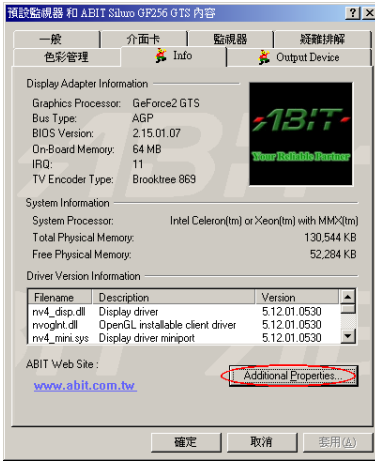 預設監視器 和 ABIT Siluro GF256 GTS 內容
一般 介面卡 監視器 疑難排解
色彩管理 Info Output Device
Display Adapter Information
Graphics Processor: GeForce2 GTS
Bus Type: AGP
BIOS Version: 2.15.01.07
On-Board Memory: 64 MB
IRQ: 11
TV Encoder Type: Brooktree 869
ABIT
Your Reliable Partner
System Information
System Processor: Intel Celeron(tm) or Xeon(tm) with MMX(tm)
Total Physical Memory: 130,544 KB
Free Physical Memory: 52,284 KB
Driver Version Information
Filename Description Version
nv4_disp.dll Display driver 5.12.01.0530
nvoglnt.dll OpenGL installable client driver 5.12.01.0530
nv4_mini.sys Display driver miniport 5.12.01.0530
ABIT Web Site :
Additional Properties...
www.abit.com.tw
確定 取消 套用(A)